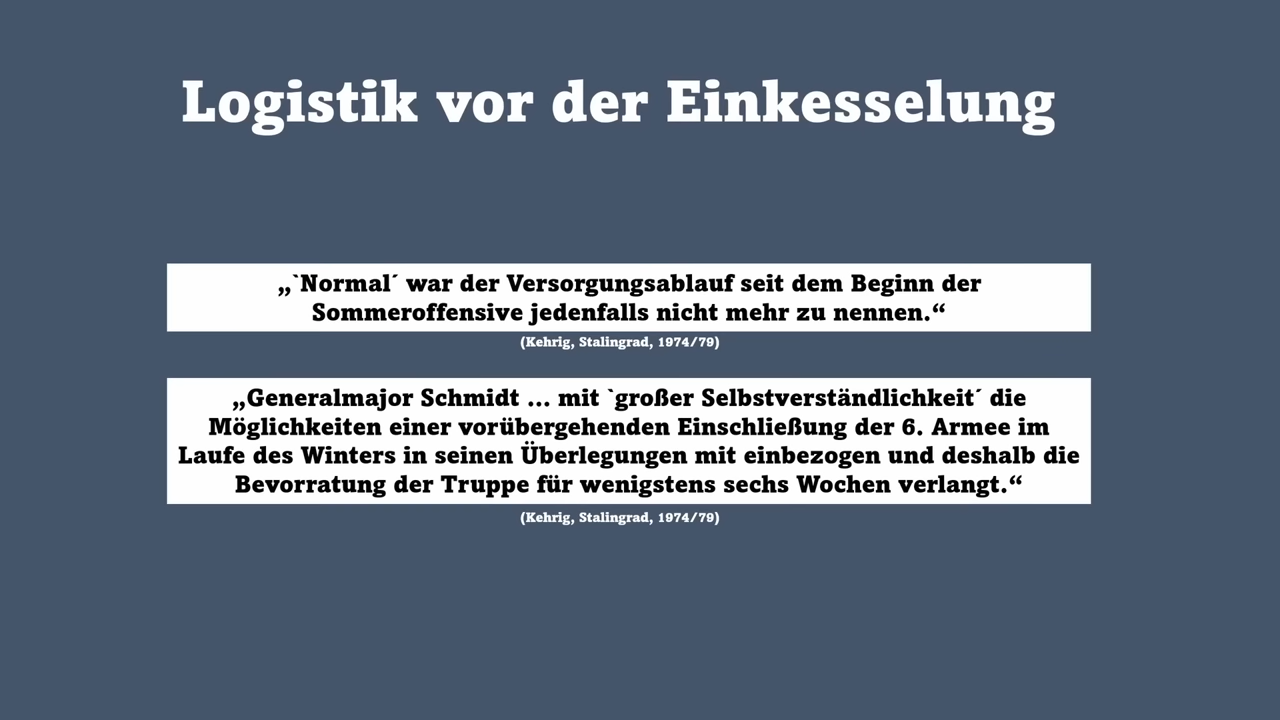 Logistik vor der Einkesselung
„`Normal´ war der Versorgungsablauf seit dem Beginn der
Sommeroffensive jedenfalls nicht mehr zu nennen.“
(Kehrig, Stalingrad, 1974/79)
„Generalmajor Schmidt ... mit `großer Selbstverständlichkeit´ die
Möglichkeiten einer vorübergehenden Einschließung der 6. Armee im
Laufe des Winters in seinen Überlegungen mit einbezogen und deshalb die
Bevorratung der Truppe für wenigstens sechs Wochen verlangt.“
(Kehrig, Stalingrad, 1974/79)